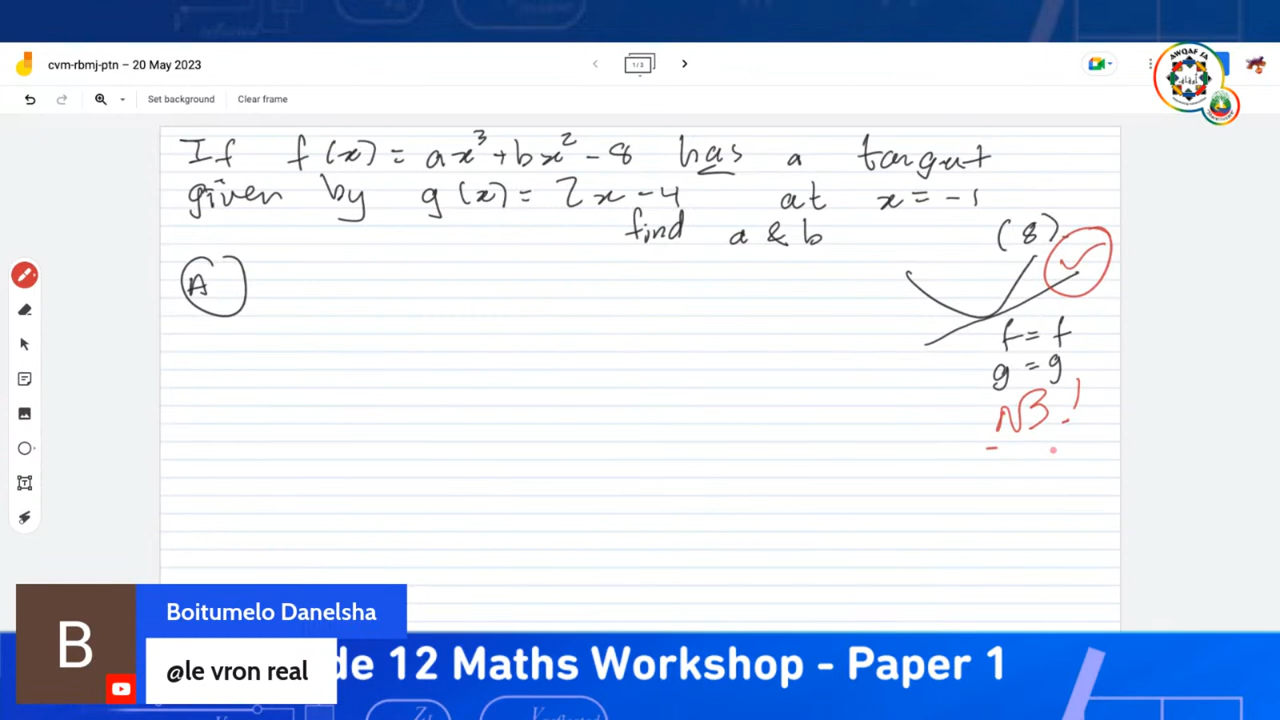 cvm-rbmj-ptn – 20 May 2023
1/3
Set background
Clear frame
AWQAF SA
If f(x) = ax³ + bx² - 8 has a tangent
given by g(x) = 2x - 4 at x = -1
find a & b
(8)
A
f = f
g = g
NB!
T
B
Boitumelo Danelsha
@le vron real
de 12 Maths Workshop - Paper 1